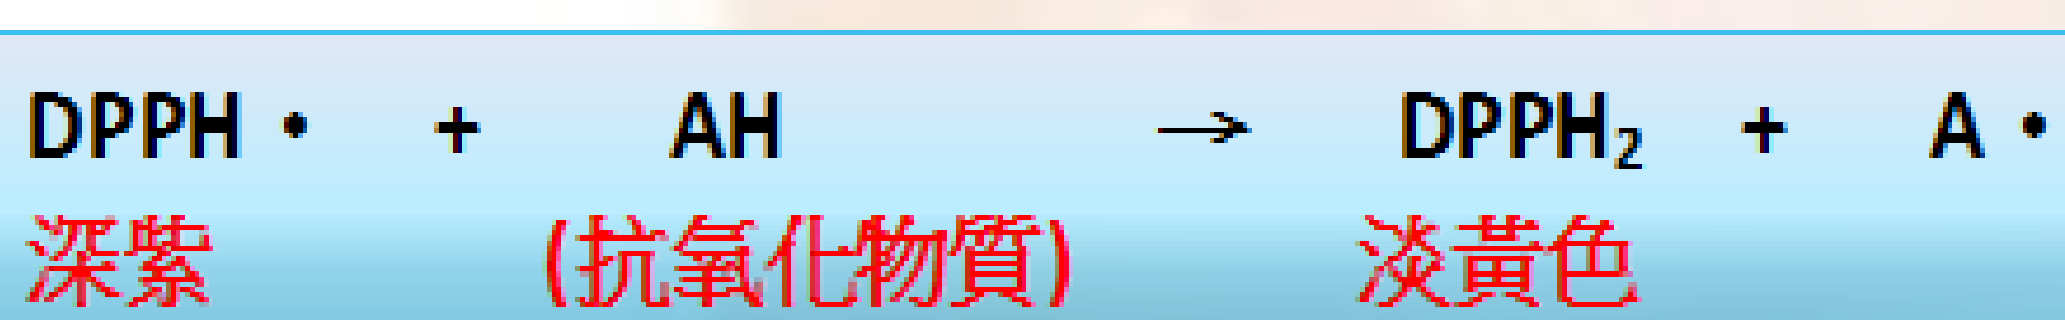 DPPH • + AH → DPPH₂ + A •
深紫 (抗氧化物質) 淡黃色